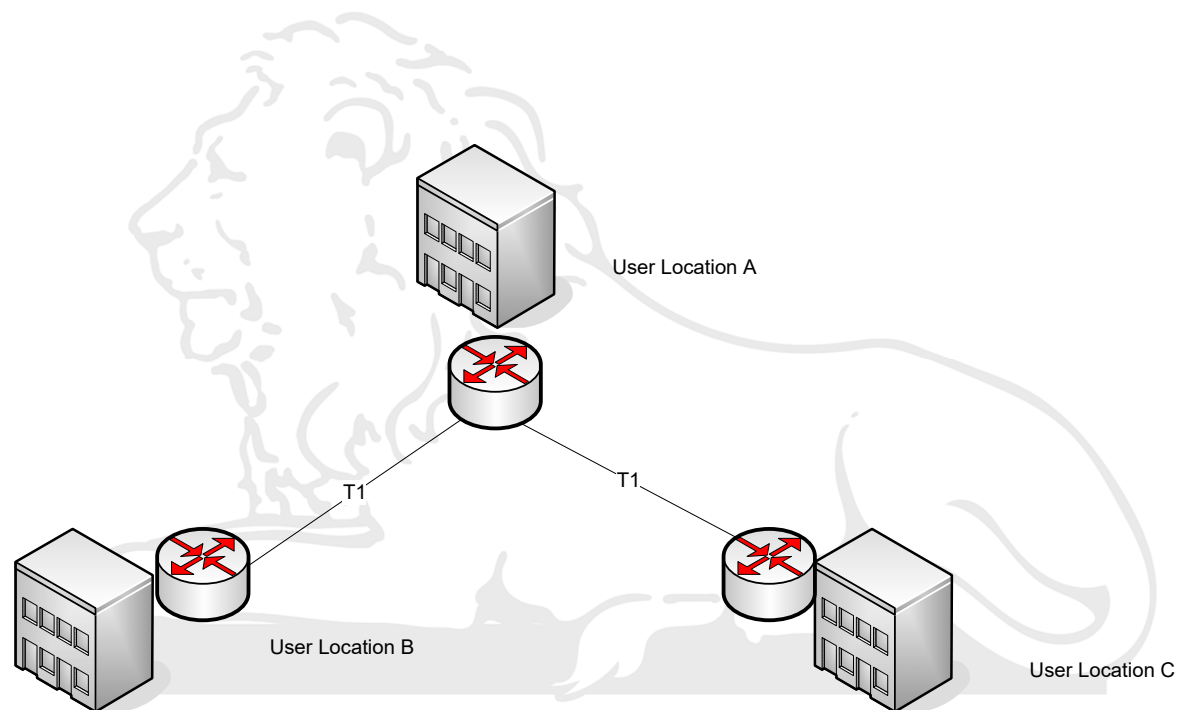 User Location A
T1
T1
User Location B
User Location C